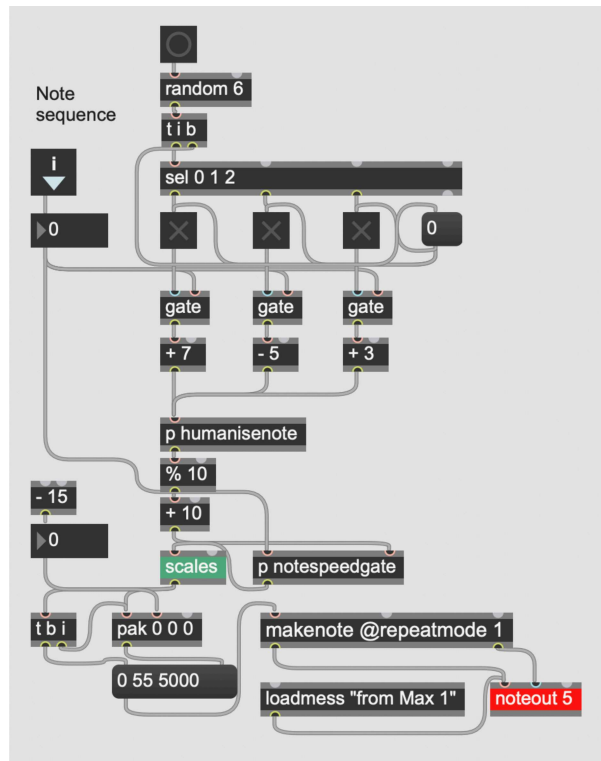 random 6
Note
sequence
t i b
i
sel 0 1 2
0
0
gate
gate
gate
+ 7
- 5
+ 3
p humanisenote
% 10
- 15
+ 10
0
scales
p notespeedgate
t b i
pak 0 0 0
makenote @repeatmode 1
0 55 5000
loadmess "from Max 1"
noteout 5